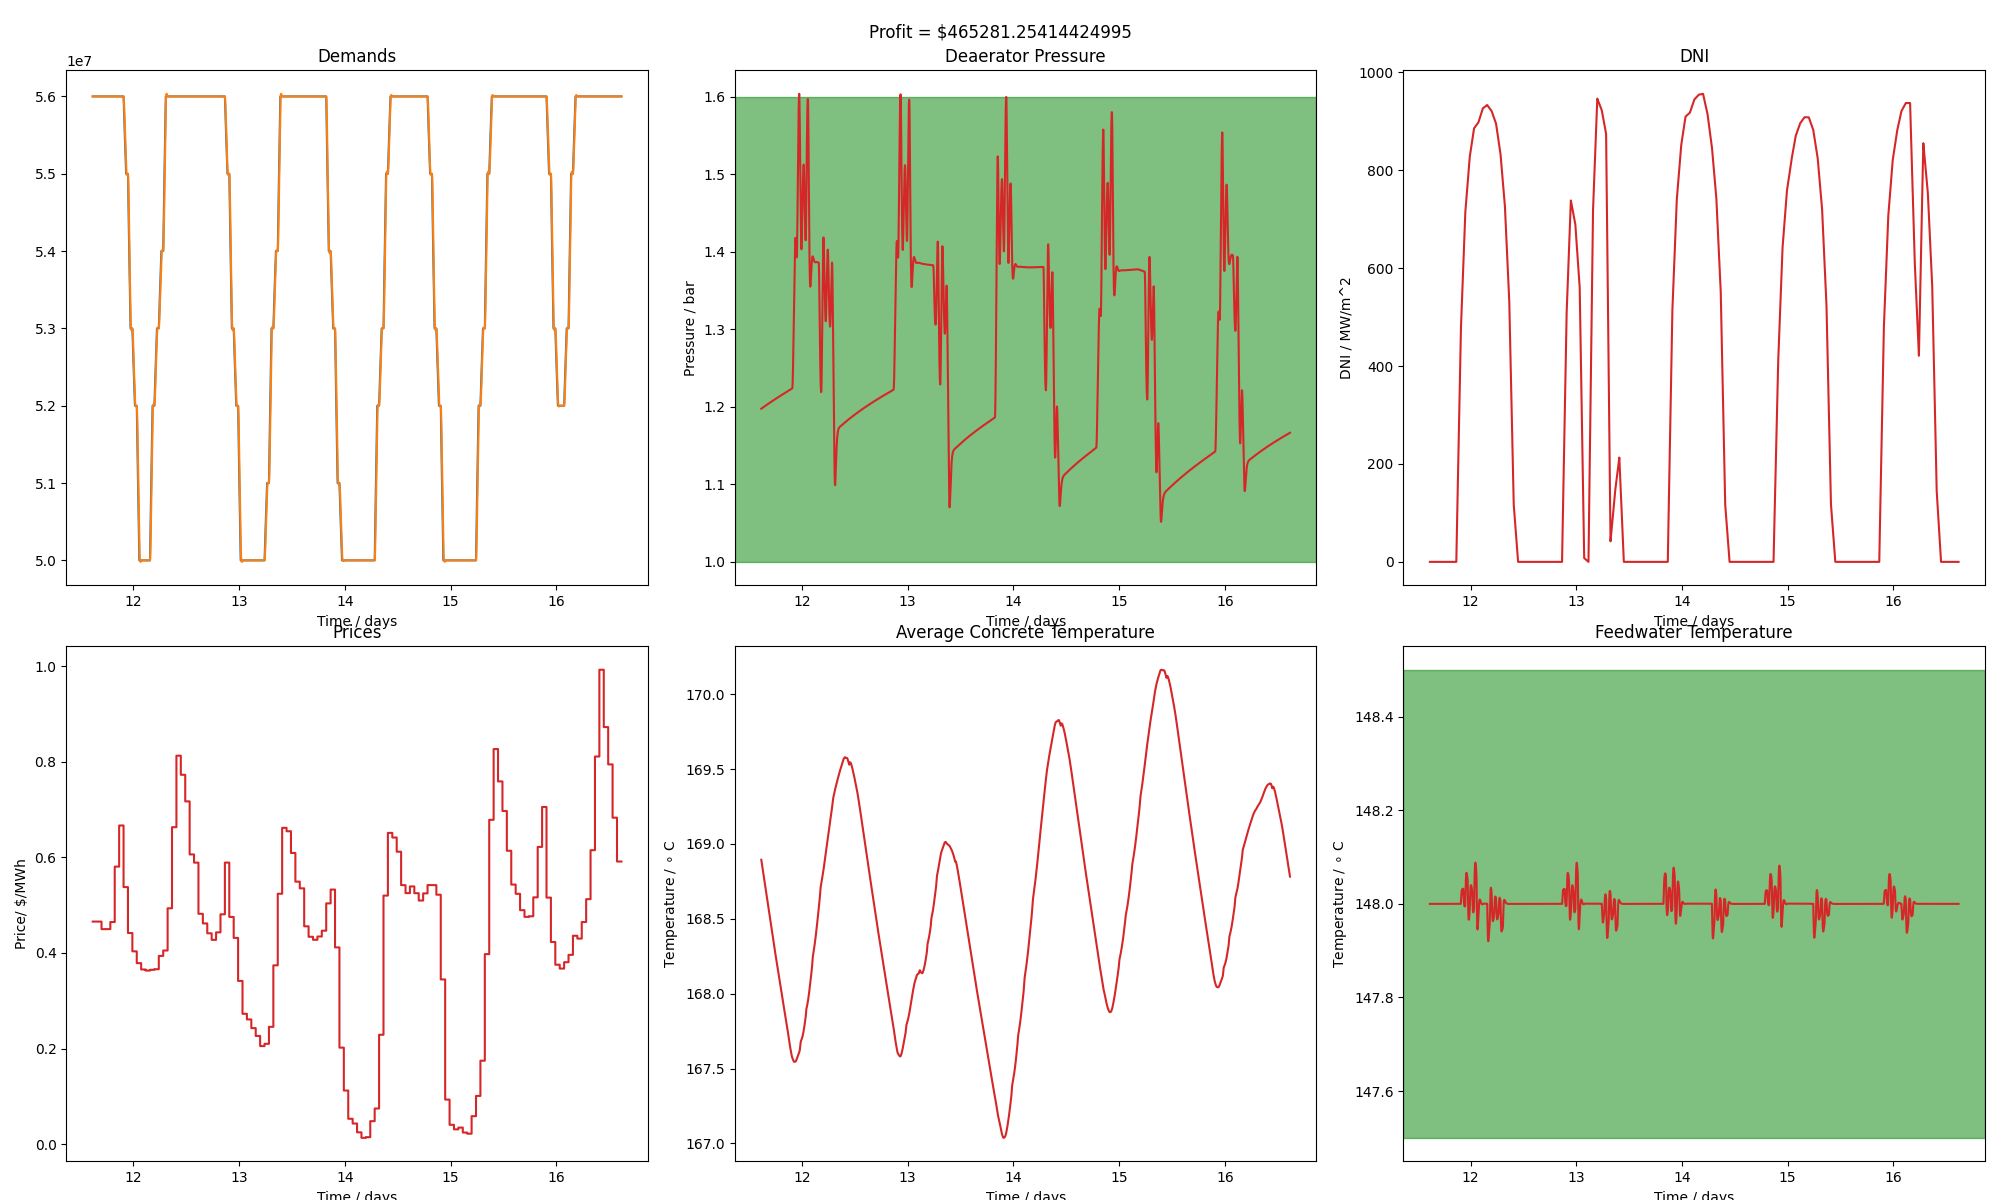 Profit = $465281.25414424995
Demands
1e7
5.6
5.5
5.4
5.3
5.2
5.1
5.0
12 13 14 15 16
Time / days
Deaerator Pressure
Pressure / bar
1.6
1.5
1.4
1.3
1.2
1.1
1.0
12 13 14 15 16
Time / days
DNI
DNI / MW/m^2
1000
800
600
400
200
0
12 13 14 15 16
Time / days
Prices
Price/ $/MWh
1.0
0.8
0.6
0.4
0.2
0.0
12 13 14 15 16
Time / days
Average Concrete Temperature
Temperature / ∘ C
170.0
169.5
169.0
168.5
168.0
167.5
167.0
12 13 14 15 16
Time / days
Feedwater Temperature
Temperature / ∘ C
148.4
148.2
148.0
147.8
147.6
12 13 14 15 16
Time / days